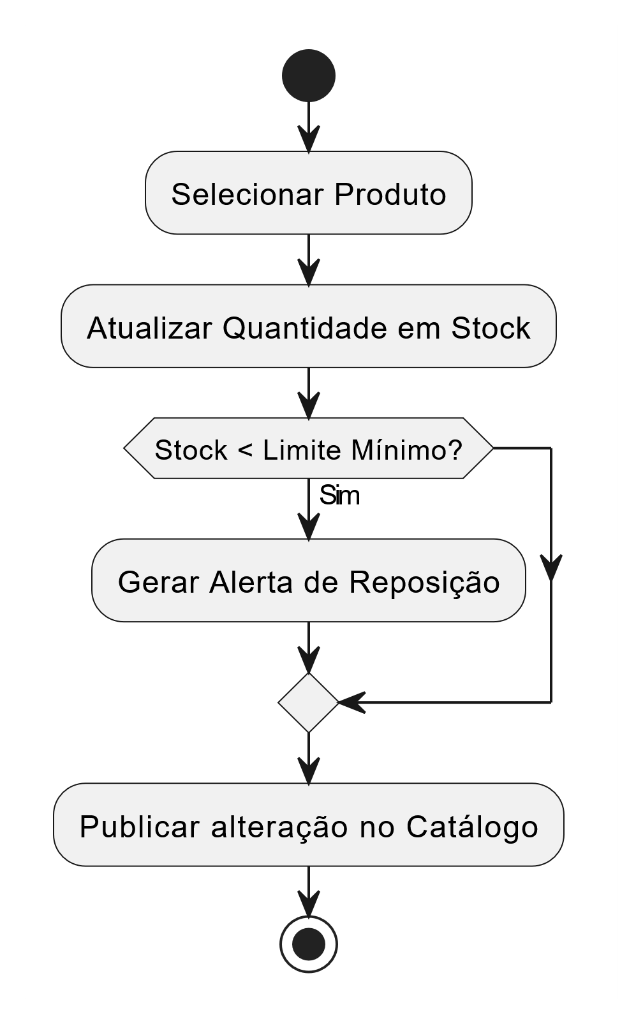 Selecionar Produto
Atualizar Quantidade em Stock
Stock < Limite Mínimo?
Sim
Gerar Alerta de Reposição
Publicar alteração no Catálogo